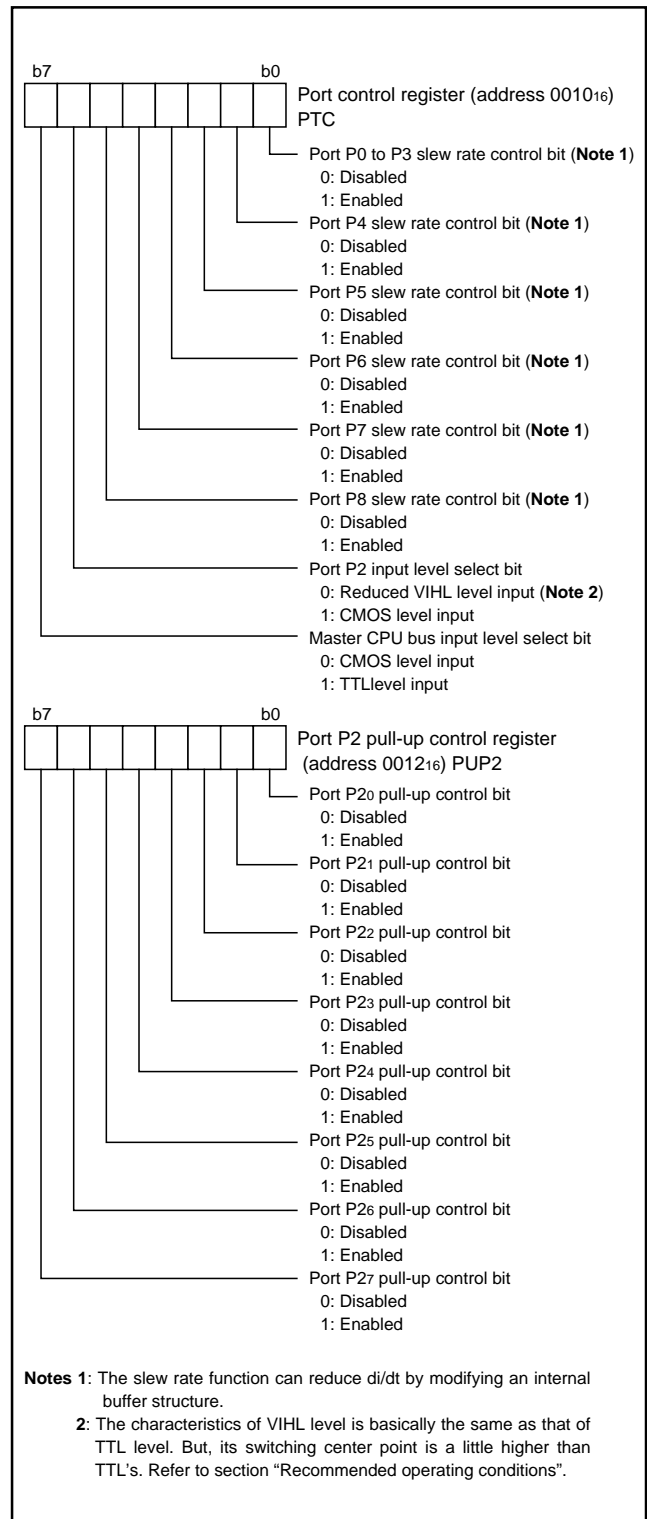 b7 b0
Port control register (address 0010₁₆)
PTC
Port P0 to P3 slew rate control bit (Note 1)
0: Disabled
1: Enabled
Port P4 slew rate control bit (Note 1)
0: Disabled
1: Enabled
Port P5 slew rate control bit (Note 1)
0: Disabled
1: Enabled
Port P6 slew rate control bit (Note 1)
0: Disabled
1: Enabled
Port P7 slew rate control bit (Note 1)
0: Disabled
1: Enabled
Port P8 slew rate control bit (Note 1)
0: Disabled
1: Enabled
Port P2 input level select bit
0: Reduced VIHL level input (Note 2)
1: CMOS level input
Master CPU bus input level select bit
0: CMOS level input
1: TTLlevel input
b7 b0
Port P2 pull-up control register
(address 0012₁₆) PUP2
Port P2₀ pull-up control bit
0: Disabled
1: Enabled
Port P2₁ pull-up control bit
0: Disabled
1: Enabled
Port P2₂ pull-up control bit
0: Disabled
1: Enabled
Port P2₃ pull-up control bit
0: Disabled
1: Enabled
Port P2₄ pull-up control bit
0: Disabled
1: Enabled
Port P2₅ pull-up control bit
0: Disabled
1: Enabled
Port P2₆ pull-up control bit
0: Disabled
1: Enabled
Port P2₇ pull-up control bit
0: Disabled
1: Enabled
Notes 1: The slew rate function can reduce di/dt by modifying an internal
buffer structure.
2: The characteristics of VIHL level is basically the same as that of
TTL level. But, its switching center point is a little higher than
TTL's. Refer to section “Recommended operating conditions”.